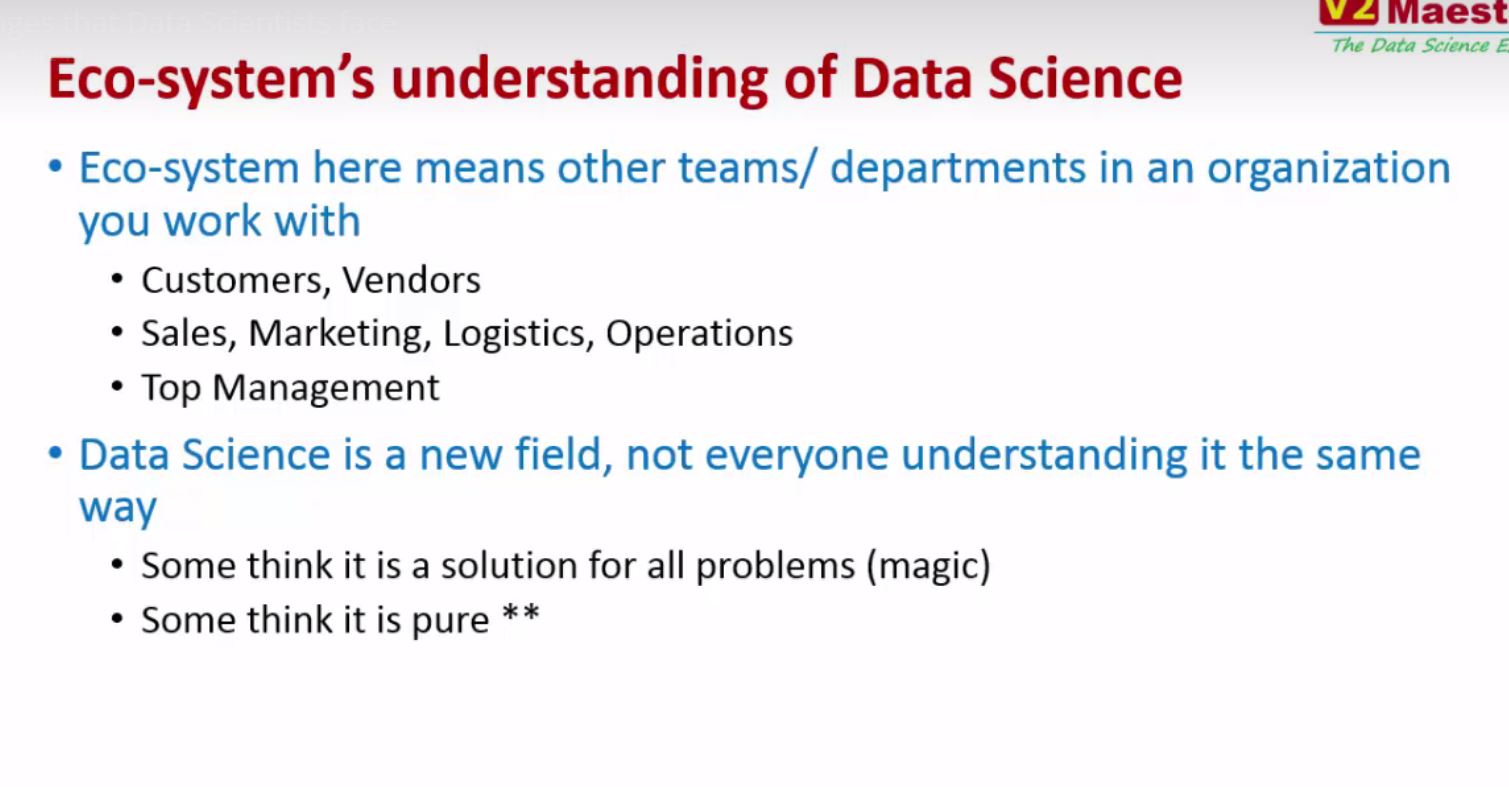 nges that Data Scientists face
V2 Maest
The Data Science E
Eco-system's understanding of Data Science
• Eco-system here means other teams/ departments in an organization
you work with
• Customers, Vendors
• Sales, Marketing, Logistics, Operations
• Top Management
• Data Science is a new field, not everyone understanding it the same
way
• Some think it is a solution for all problems (magic)
• Some think it is pure **